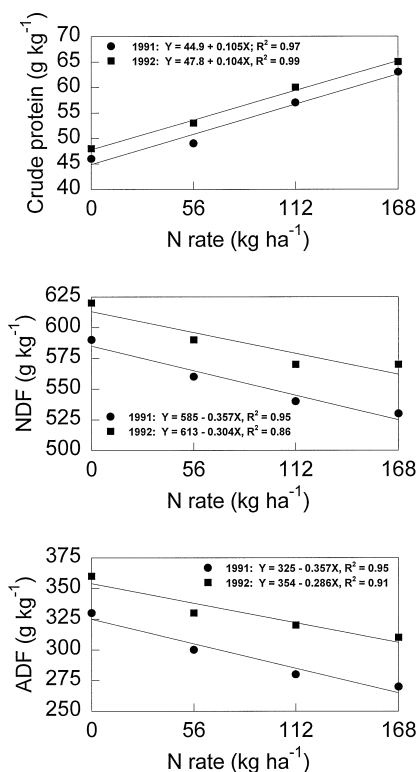 Crude protein (g kg⁻¹)
70
65
60
55
50
45
40
1991: Y = 44.9 + 0.105X; R² = 0.97
1992: Y = 47.8 + 0.104X; R² = 0.99
0 56 112 168
N rate (kg ha⁻¹)
NDF (g kg⁻¹)
625
600
575
550
525
500
1991: Y = 585 - 0.357X, R² = 0.95
1992: Y = 613 - 0.304X, R² = 0.86
0 56 112 168
N rate (kg ha⁻¹)
ADF (g kg⁻¹)
375
350
325
300
275
250
1991: Y = 325 - 0.357X, R² = 0.95
1992: Y = 354 - 0.286X, R² = 0.91
0 56 112 168
N rate (kg ha⁻¹)